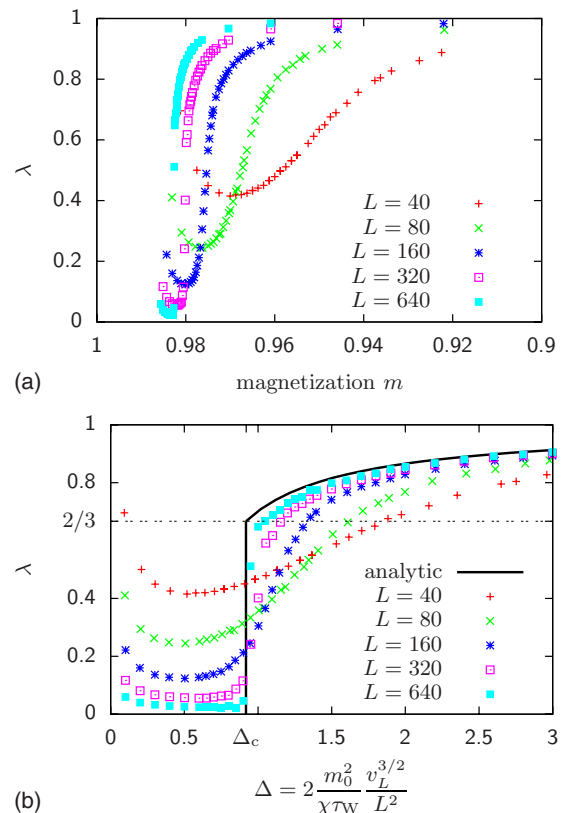 1
0.8
0.6
λ
0.4
0.2
0
L = 40
L = 80
L = 160
L = 320
L = 640
1 0.98 0.96 0.94 0.92 0.9
(a) magnetization m
1
0.8
2/3
λ
0.4
0.2
0
analytic
L = 40
L = 80
L = 160
L = 320
L = 640
0 0.5 Δc 1.5 2 2.5 3
(b) Δ = 2 m₀²/(χτ_W) v_L^{3/2}/L²